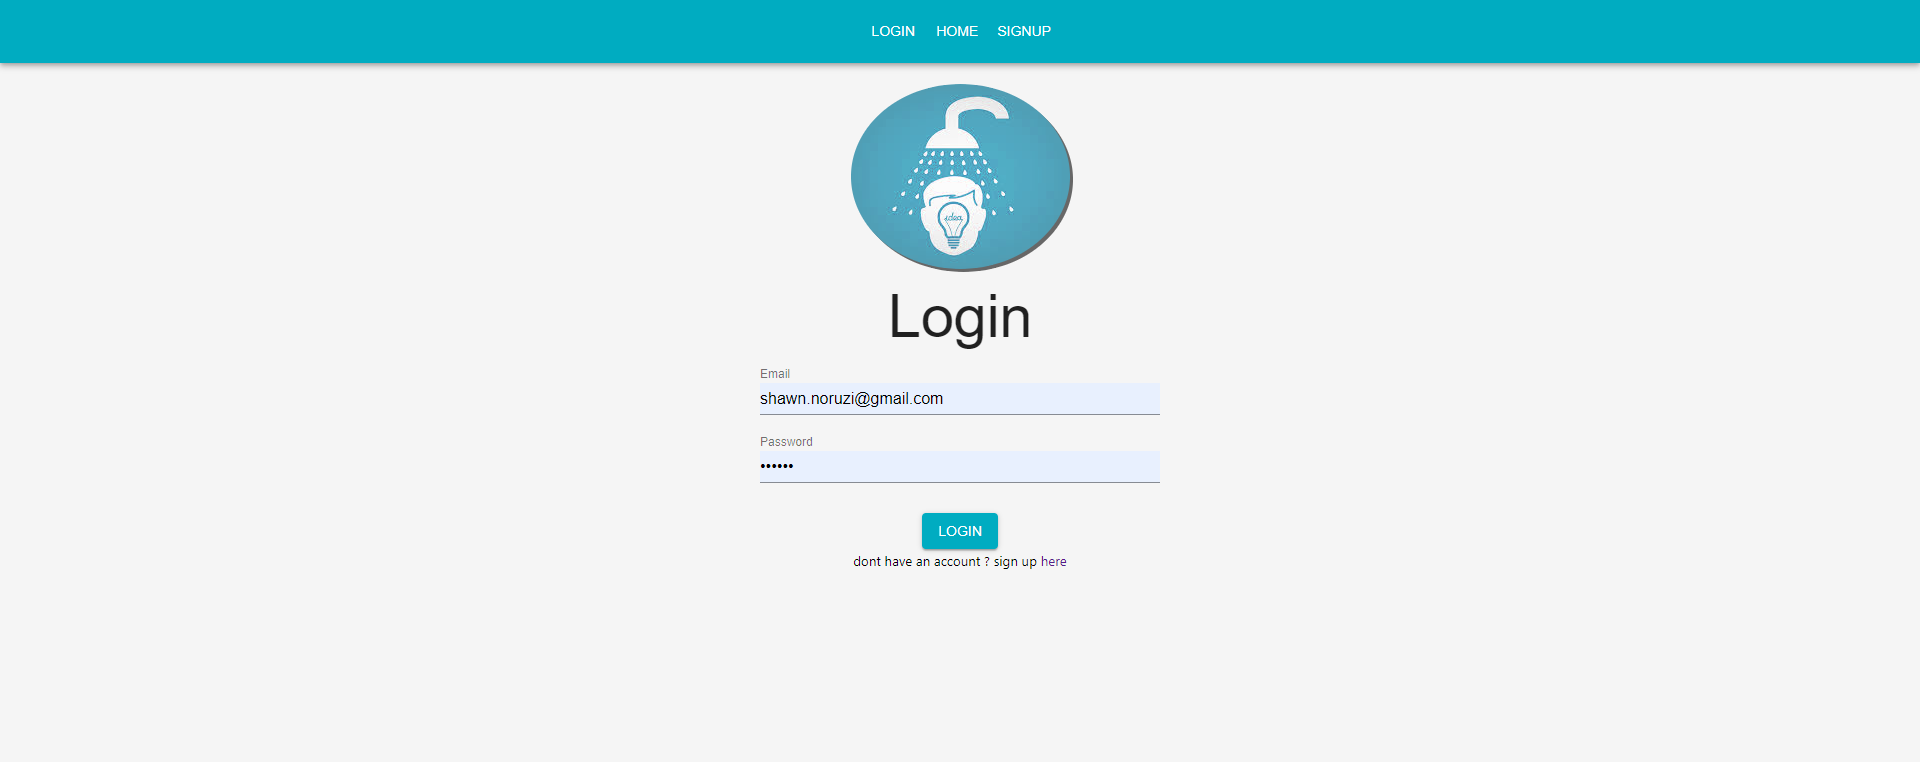 LOGIN HOME SIGNUP
idea
Login
Email
shawn.noruzi@gmail.com
Password
••••••
LOGIN
dont have an account ? sign up here